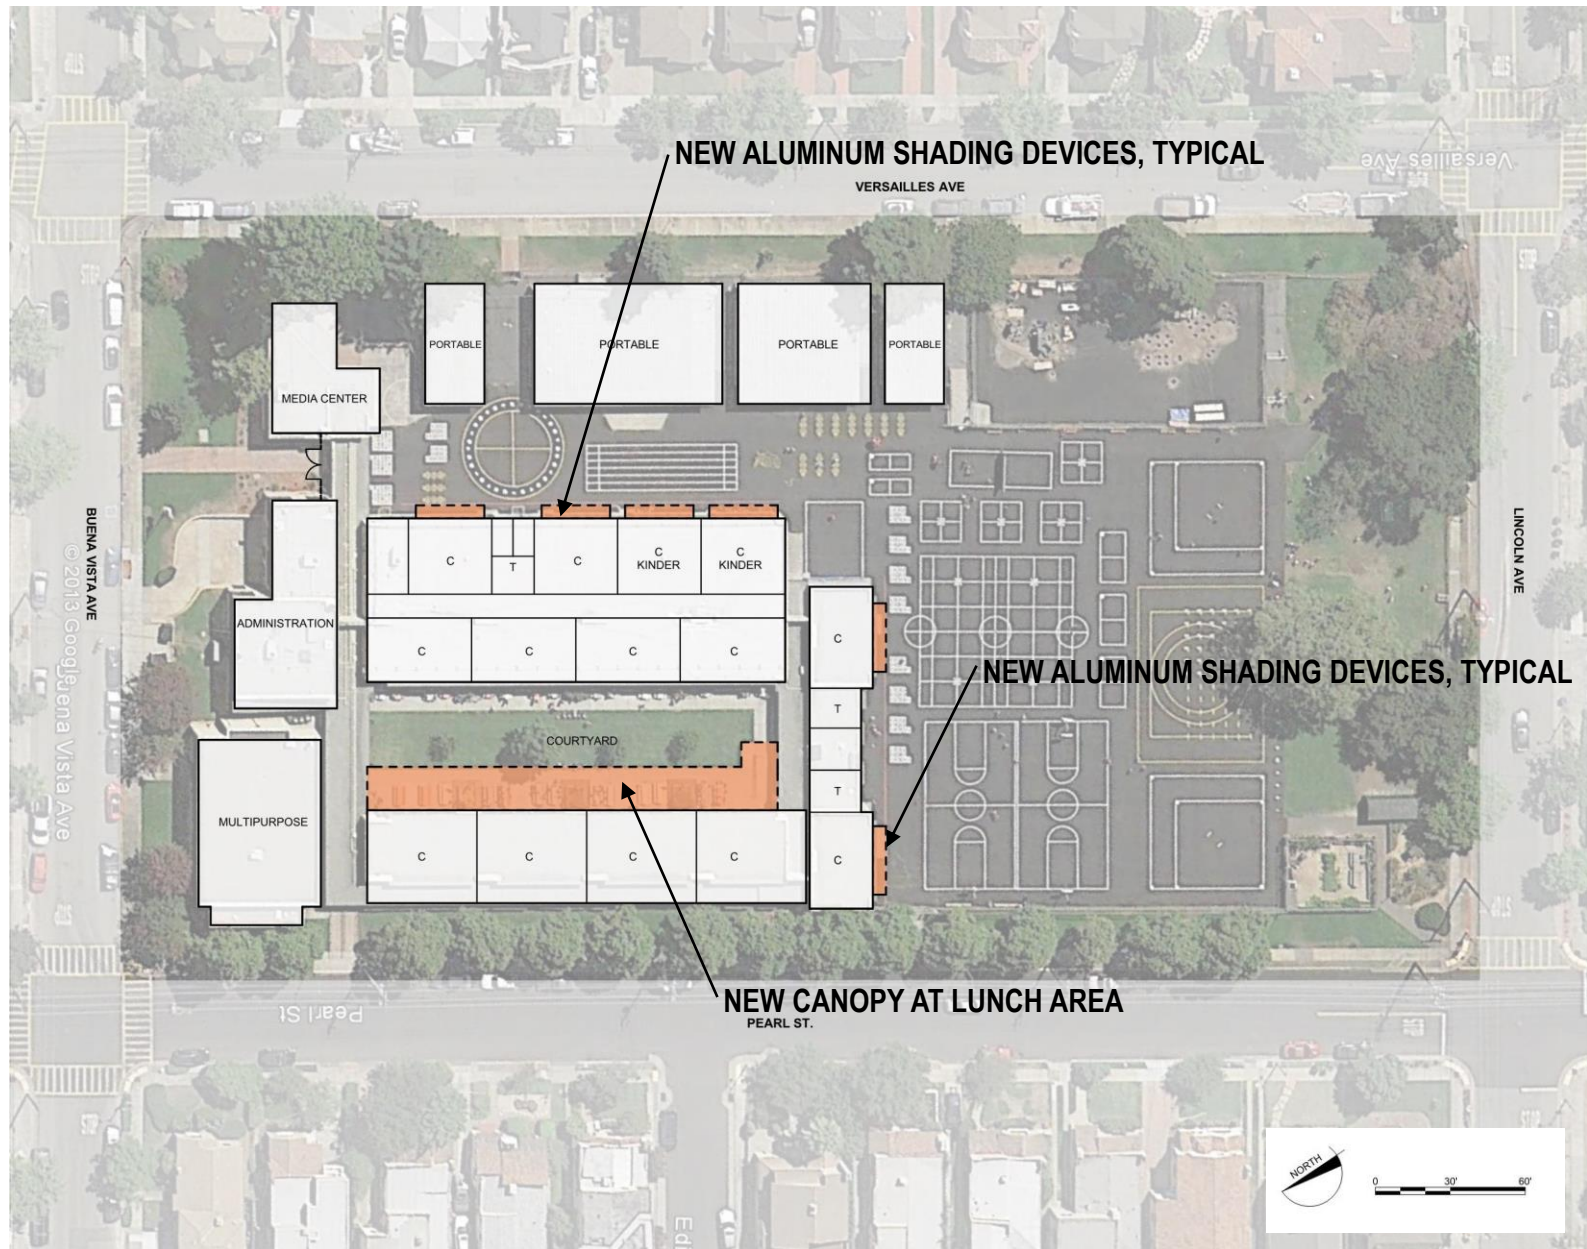 NEW ALUMINUM SHADING DEVICES, TYPICAL
Versailles Ave
VERSAILLES AVE
PORTABLE
PORTABLE
PORTABLE
PORTABLE
MEDIA CENTER
BUENA VISTA AVE
© 2013 Google
Buena Vista Ave
LINCOLN AVE
C
T
C
C
KINDER
C
KINDER
ADMINISTRATION
C
C
C
C
C
NEW ALUMINUM SHADING DEVICES, TYPICAL
T
COURTYARD
T
MULTIPURPOSE
C
C
C
C
C
NEW CANOPY AT LUNCH AREA
Pearl St
PEARL ST.
NORTH
0 30' 60'